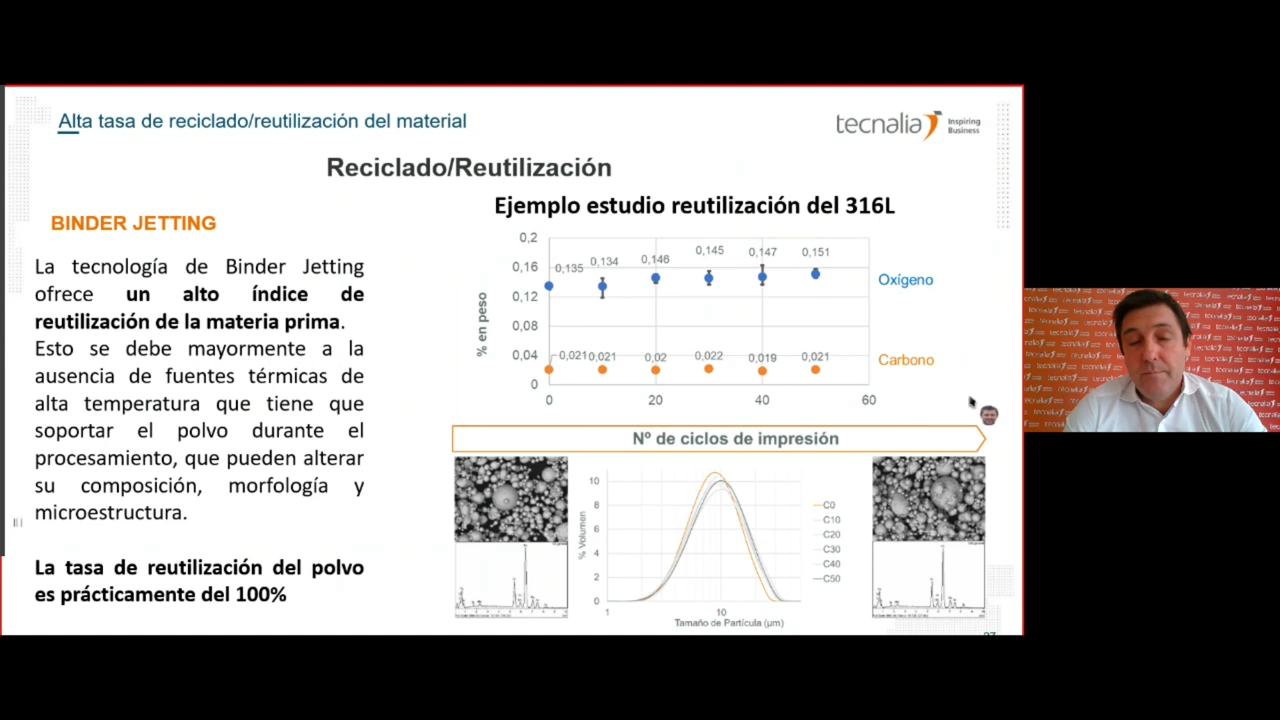 Alta tasa de reciclado/reutilización del material
tecnalia Inspiring Business
Reciclado/Reutilización
BINDER JETTING
La tecnología de Binder Jetting
ofrece un alto índice de
reutilización de la materia prima.
Esto se debe mayormente a la
ausencia de fuentes térmicas de
alta temperatura que tiene que
soportar el polvo durante el
procesamiento, que pueden alterar
su composición, morfología y
microestructura.
La tasa de reutilización del polvo
es prácticamente del 100%
Ejemplo estudio reutilización del 316L
% en peso
0,2
0,16
0,12
0,08
0,04
0
0,135 0,134 0,146 0,145 0,147 0,151
Oxígeno
0,021 0,021 0,02 0,022 0,019 0,021
Carbono
0 20 40 60
Nº de ciclos de impresión
% Volumen
10
8
6
4
2
0
1 10
Tamaño de Partícula (µm)
C0
C10
C20
C30
C40
C50
tecnalia